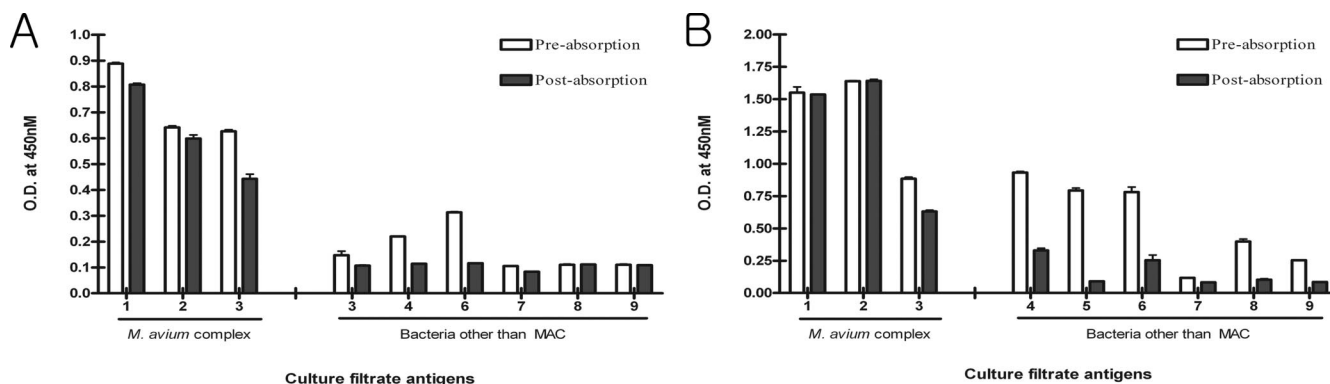 A
1.0
0.9
0.8
0.7
0.6
0.5
0.4
0.3
0.2
0.1
0.0
O.D. at 450nM
Pre-absorption
Post-absorption
1 2 3 3 4 6 7 8 9
M. avium complex Bacteria other than MAC
Culture filtrate antigens
B
2.00
1.75
1.50
1.25
1.00
0.75
0.50
0.25
0.00
O.D. at 450nM
Pre-absorption
Post-absorption
1 2 3 4 5 6 7 8 9
M. avium complex Bacteria other than MAC
Culture filtrate antigens